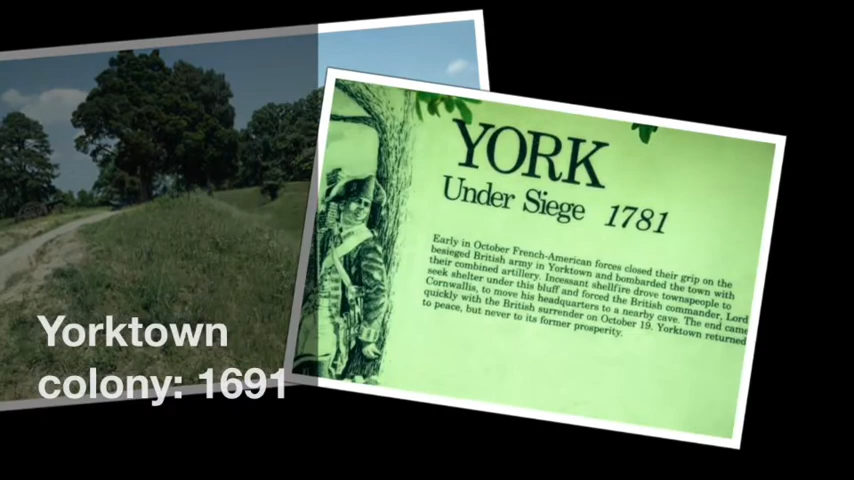 YORK
Under Siege 1781
Early in October French-American forces closed their grip on the
besieged British army in Yorktown and bombarded the town with
their combined artillery. Incessant shellfire drove townspeople to
seek shelter under this bluff and forced the British commander, Lord
Cornwallis, to move his headquarters to a nearby cave. The end came
quickly with the British surrender on October 19. Yorktown returned
to peace, but never to its former prosperity.
Yorktown
colony: 1691